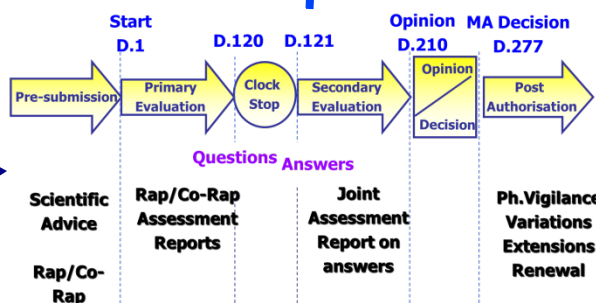 Start
Opinion
MA Decision
D.1
D.120
D.121
D.210
D.277
Pre-submission
Primary
Evaluation
Clock
Stop
Secondary
Evaluation
Opinion
Decision
Post
Authorisation
Questions
Answers
Scientific
Advice
Rap/Co-
Rap
Rap/Co-Rap
Assessment
Reports
Joint
Assessment
Report on
answers
Ph.Vigilance
Variations
Extensions
Renewal